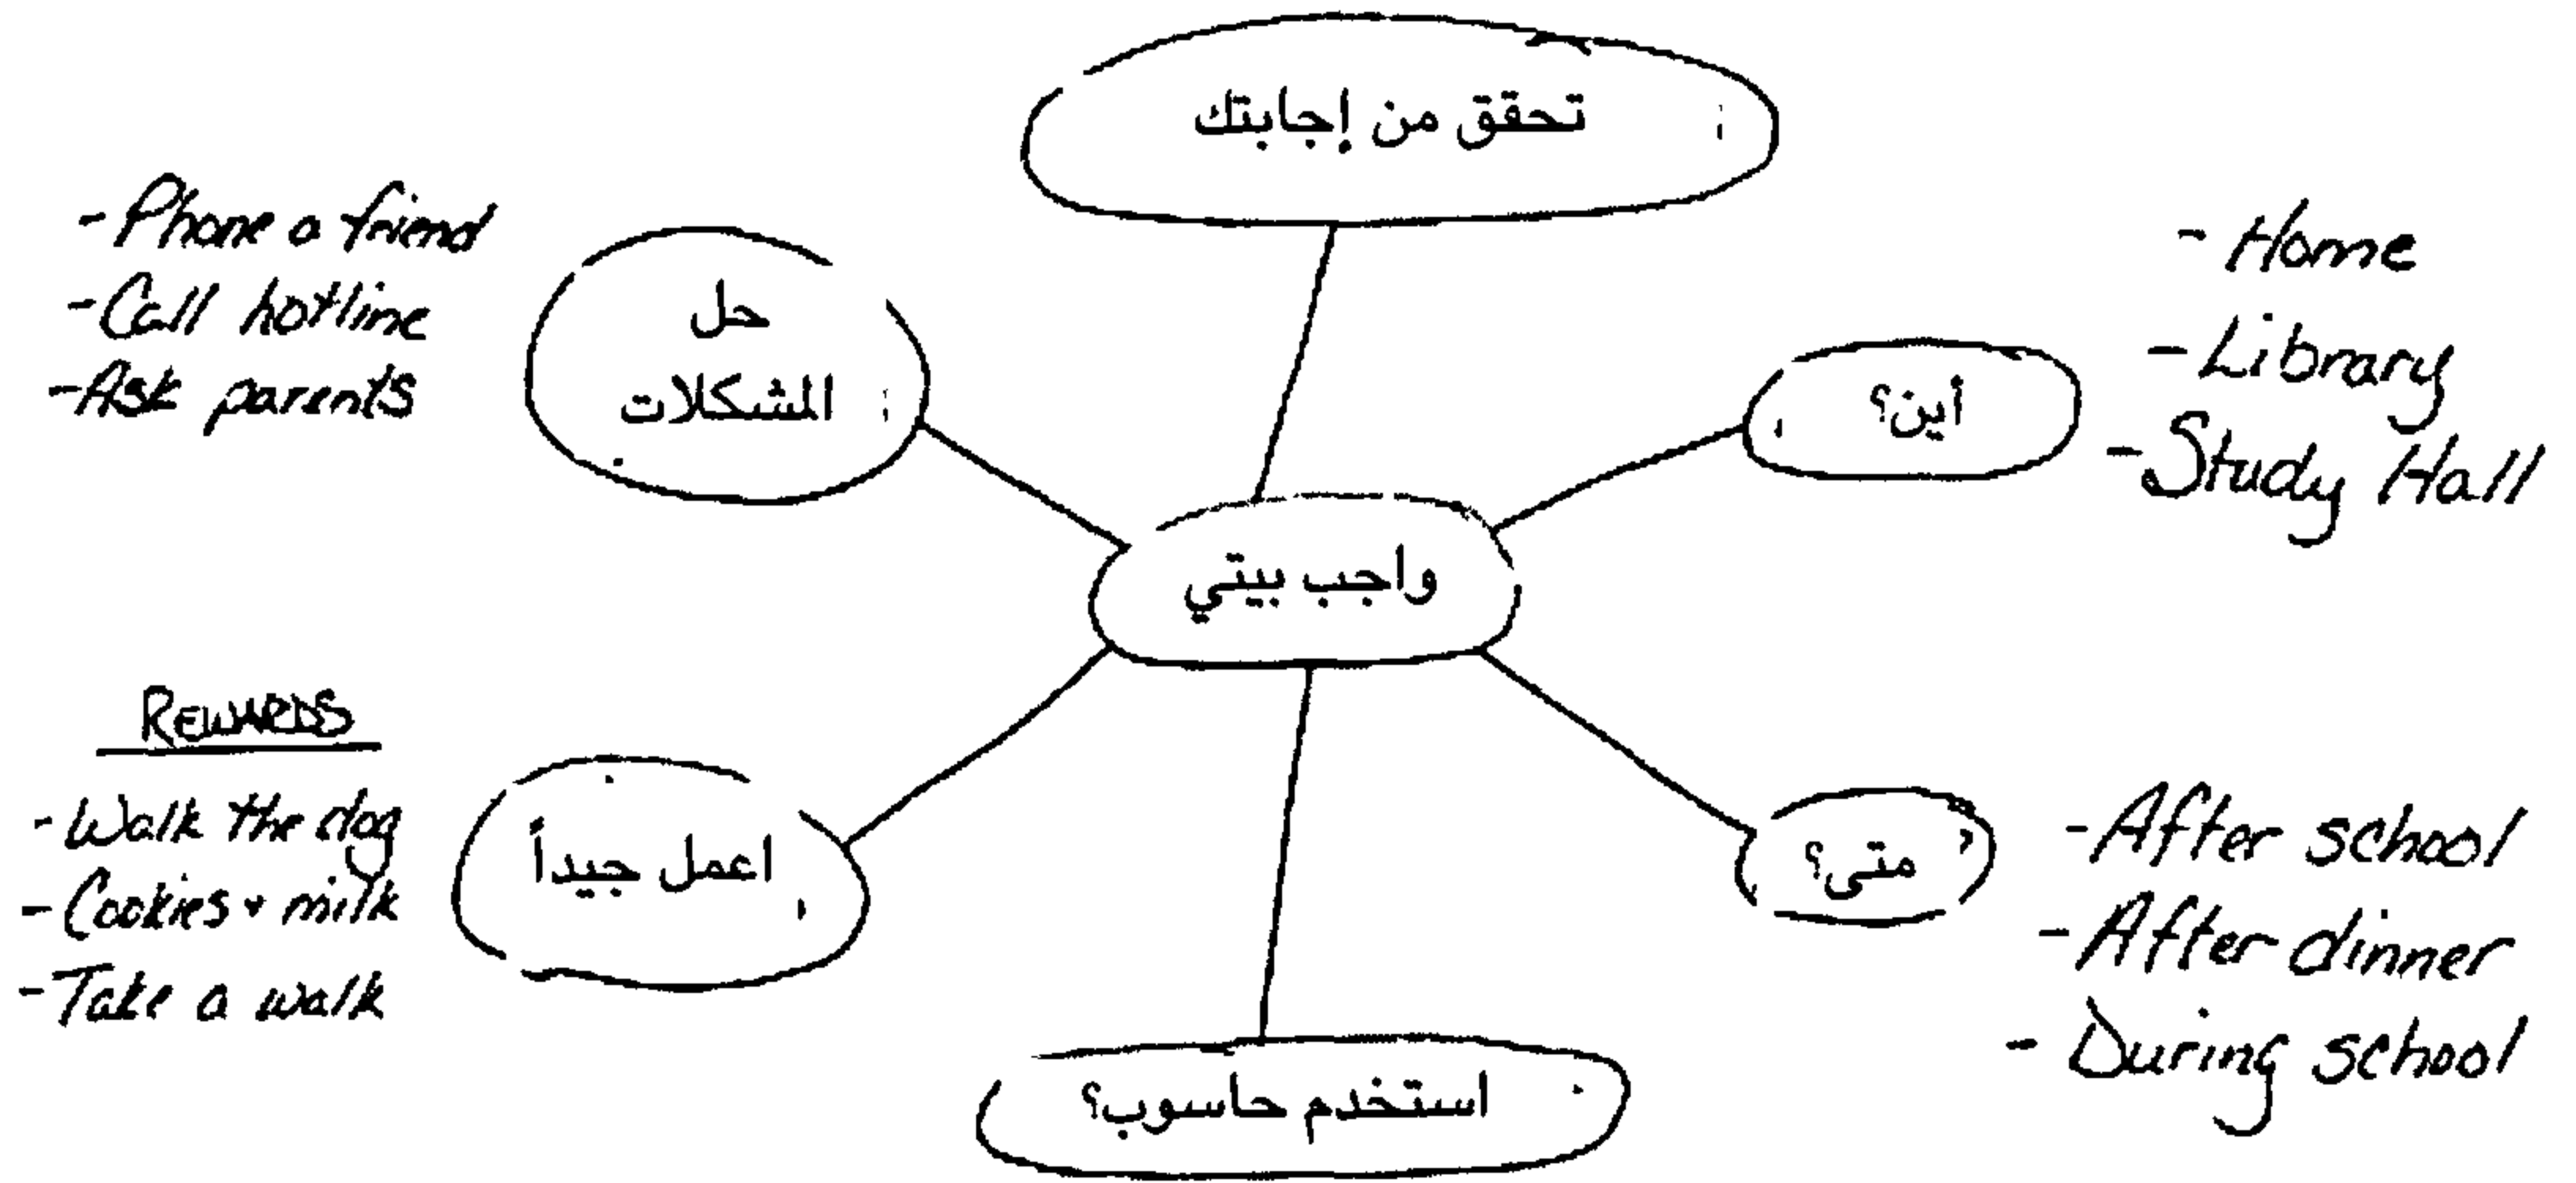 تحقق من إجابتك
- Phone a friend
- Call hotline
- Ask parents
حل
المشكلات
أين؟
- Home
- Library
- Study Hall
واجب بيتي
REWARDS
- Walk the dog
- Cookies + milk
- Take a walk
اعمل جيداً
متى؟
- After school
- After dinner
- During school
استخدم حاسوب؟